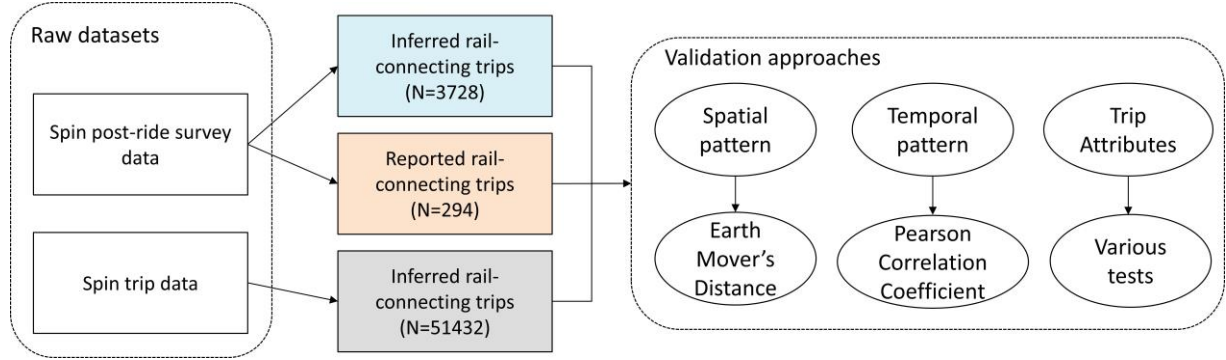 Raw datasets
Spin post-ride survey
data
Spin trip data
Inferred rail-
connecting trips
(N=3728)
Reported rail-
connecting trips
(N=294)
Inferred rail-
connecting trips
(N=51432)
Validation approaches
Spatial
pattern
Temporal
pattern
Trip
Attributes
Earth
Mover's
Distance
Pearson
Correlation
Coefficient
Various
tests